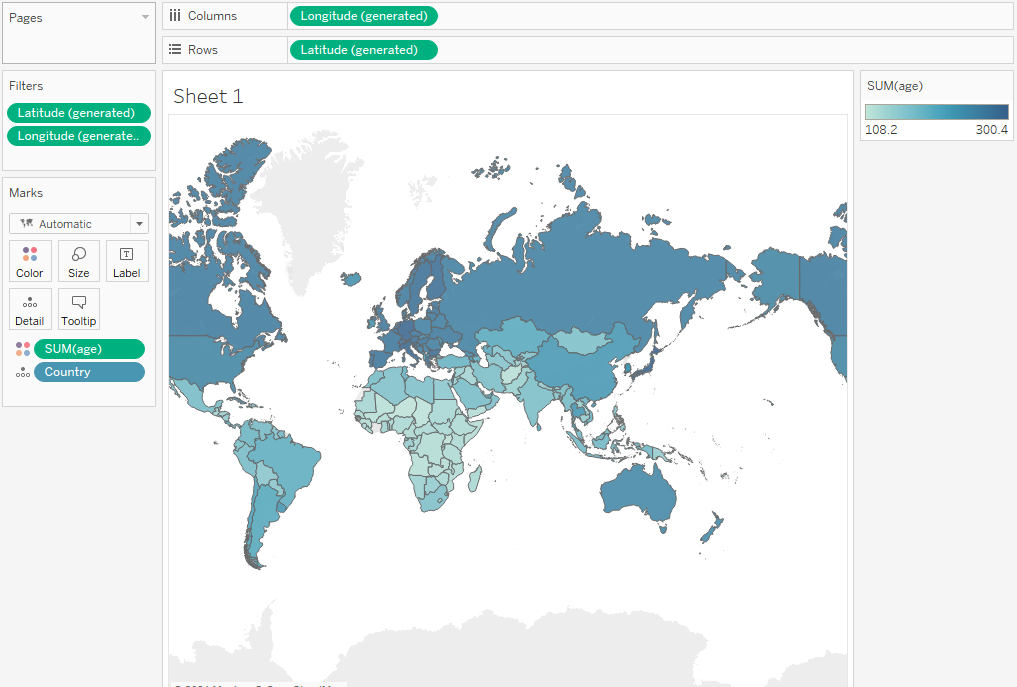 Pages
Columns
Longitude (generated)
Rows
Latitude (generated)
Filters
Latitude (generated)
Longitude (generate..
Marks
Automatic
Color
Size
Label
T
Detail
Tooltip
SUM(age)
Country
Sheet 1
SUM(age)
108.2 300.4